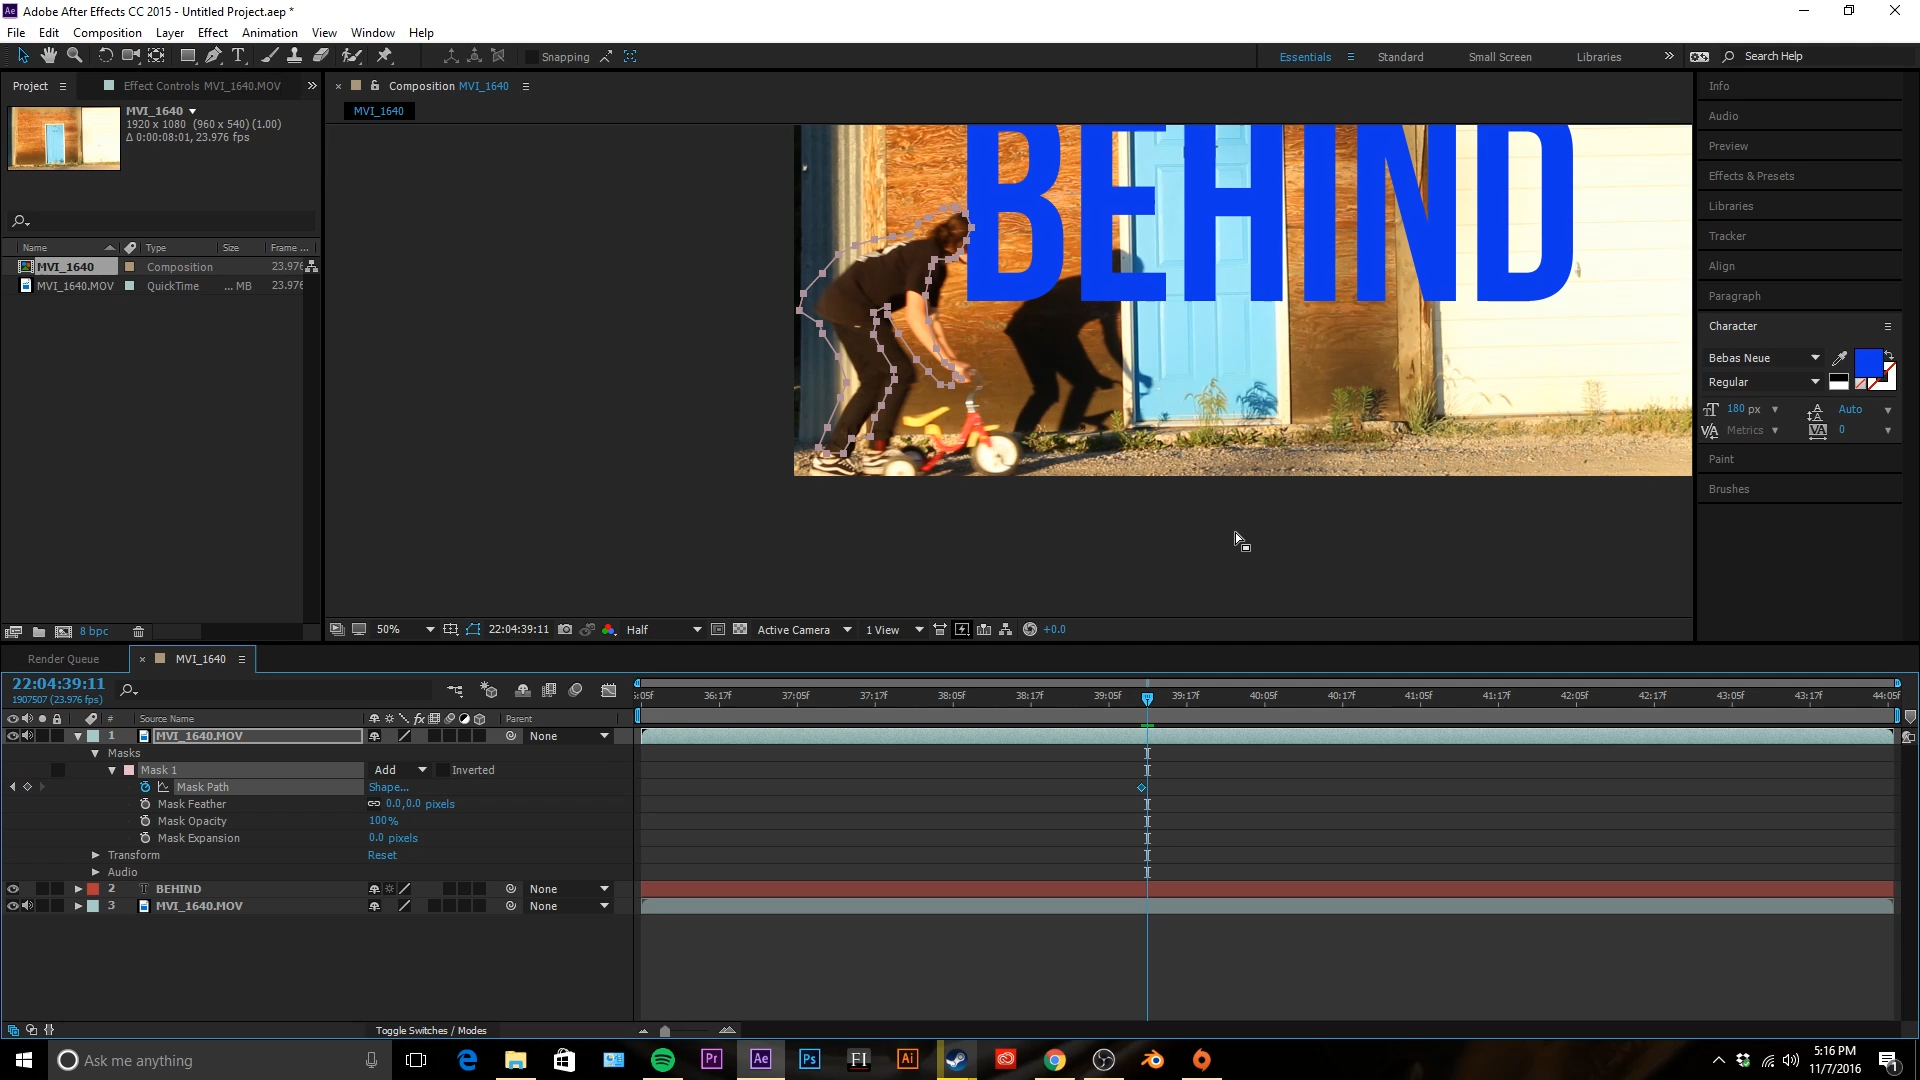 Adobe After Effects CC 2015 - Untitled Project.aep *
File Edit Composition Layer Effect Animation View Window Help
Snapping
Essentials Standard Small Screen Libraries Search Help
Project Effect Controls MVI_1640.MOV
Composition MVI_1640
MVI_1640
MVI_1640
1920 x 1080 (960 x 540) (1.00)
Δ 0:00:08:01, 23.976 fps
Name Type Size Frame ...
MVI_1640 Composition 23.976
MVI_1640.MOV QuickTime ... MB 23.976
BEHIND
Info
Audio
Preview
Effects & Presets
Libraries
Tracker
Align
Paragraph
Character
Bebas Neue
Regular
180 px Auto
Metrics 0
Paint
Brushes
8 bpc
50% 22:04:39:11 Half Active Camera 1 View +0.0
Render Queue MVI_1640
22:04:39:11
1907507 (23.976 fps)
:05f 36:17f 37:05f 37:17f 38:05f 38:17f 39:05f 39:17f 40:05f 40:17f 41:05f 41:17f 42:05f 42:17f 43:05f 43:17f 44:05f
# Source Name Parent
1 MVI_1640.MOV None
Masks
Mask 1 Add Inverted
Mask Path Shape...
Mask Feather 0.0,0.0 pixels
Mask Opacity 100%
Mask Expansion 0.0 pixels
Transform Reset
Audio
2 T BEHIND None
3 MVI_1640.MOV None
Toggle Switches / Modes
Ask me anything
Pr Ae Ps FI Ai
5:16 PM
11/7/2016
1